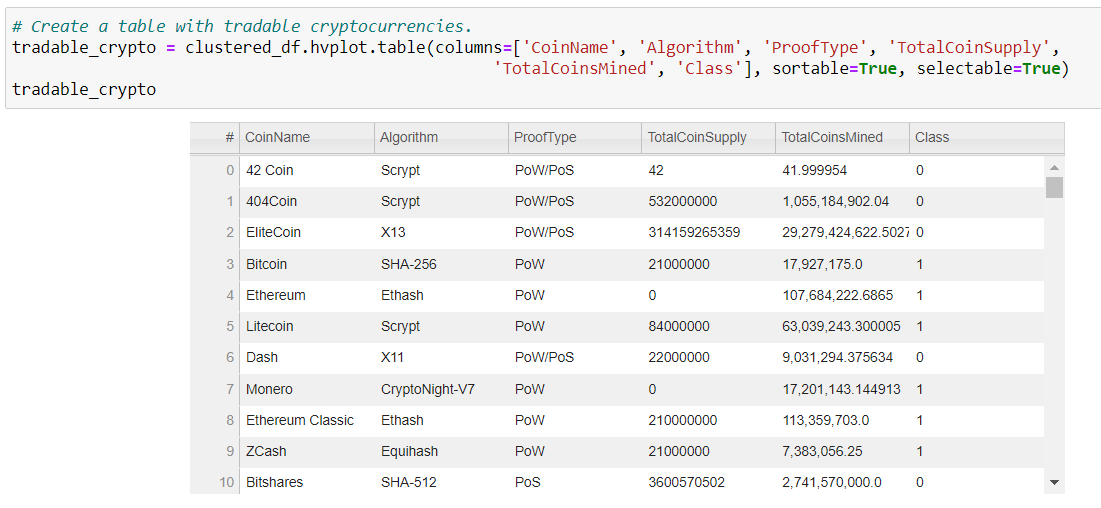 # Create a table with tradable cryptocurrencies.
tradable_crypto = clustered_df.hvplot.table(columns=['CoinName', 'Algorithm', 'ProofType', 'TotalCoinSupply',
'TotalCoinsMined', 'Class'], sortable=True, selectable=True)
tradable_crypto
# CoinName Algorithm ProofType TotalCoinSupply TotalCoinsMined Class
0 42 Coin Scrypt PoW/PoS 42 41.999954 0
1 404Coin Scrypt PoW/PoS 532000000 1,055,184,902.04 0
2 EliteCoin X13 PoW/PoS 314159265359 29,279,424,622.5027 0
3 Bitcoin SHA-256 PoW 21000000 17,927,175.0 1
4 Ethereum Ethash PoW 0 107,684,222.6865 1
5 Litecoin Scrypt PoW 84000000 63,039,243.300005 1
6 Dash X11 PoW/PoS 22000000 9,031,294.375634 0
7 Monero CryptoNight-V7 PoW 0 17,201,143.144913 1
8 Ethereum Classic Ethash PoW 210000000 113,359,703.0 1
9 ZCash Equihash PoW 21000000 7,383,056.25 1
10 Bitshares SHA-512 PoS 3600570502 2,741,570,000.0 0